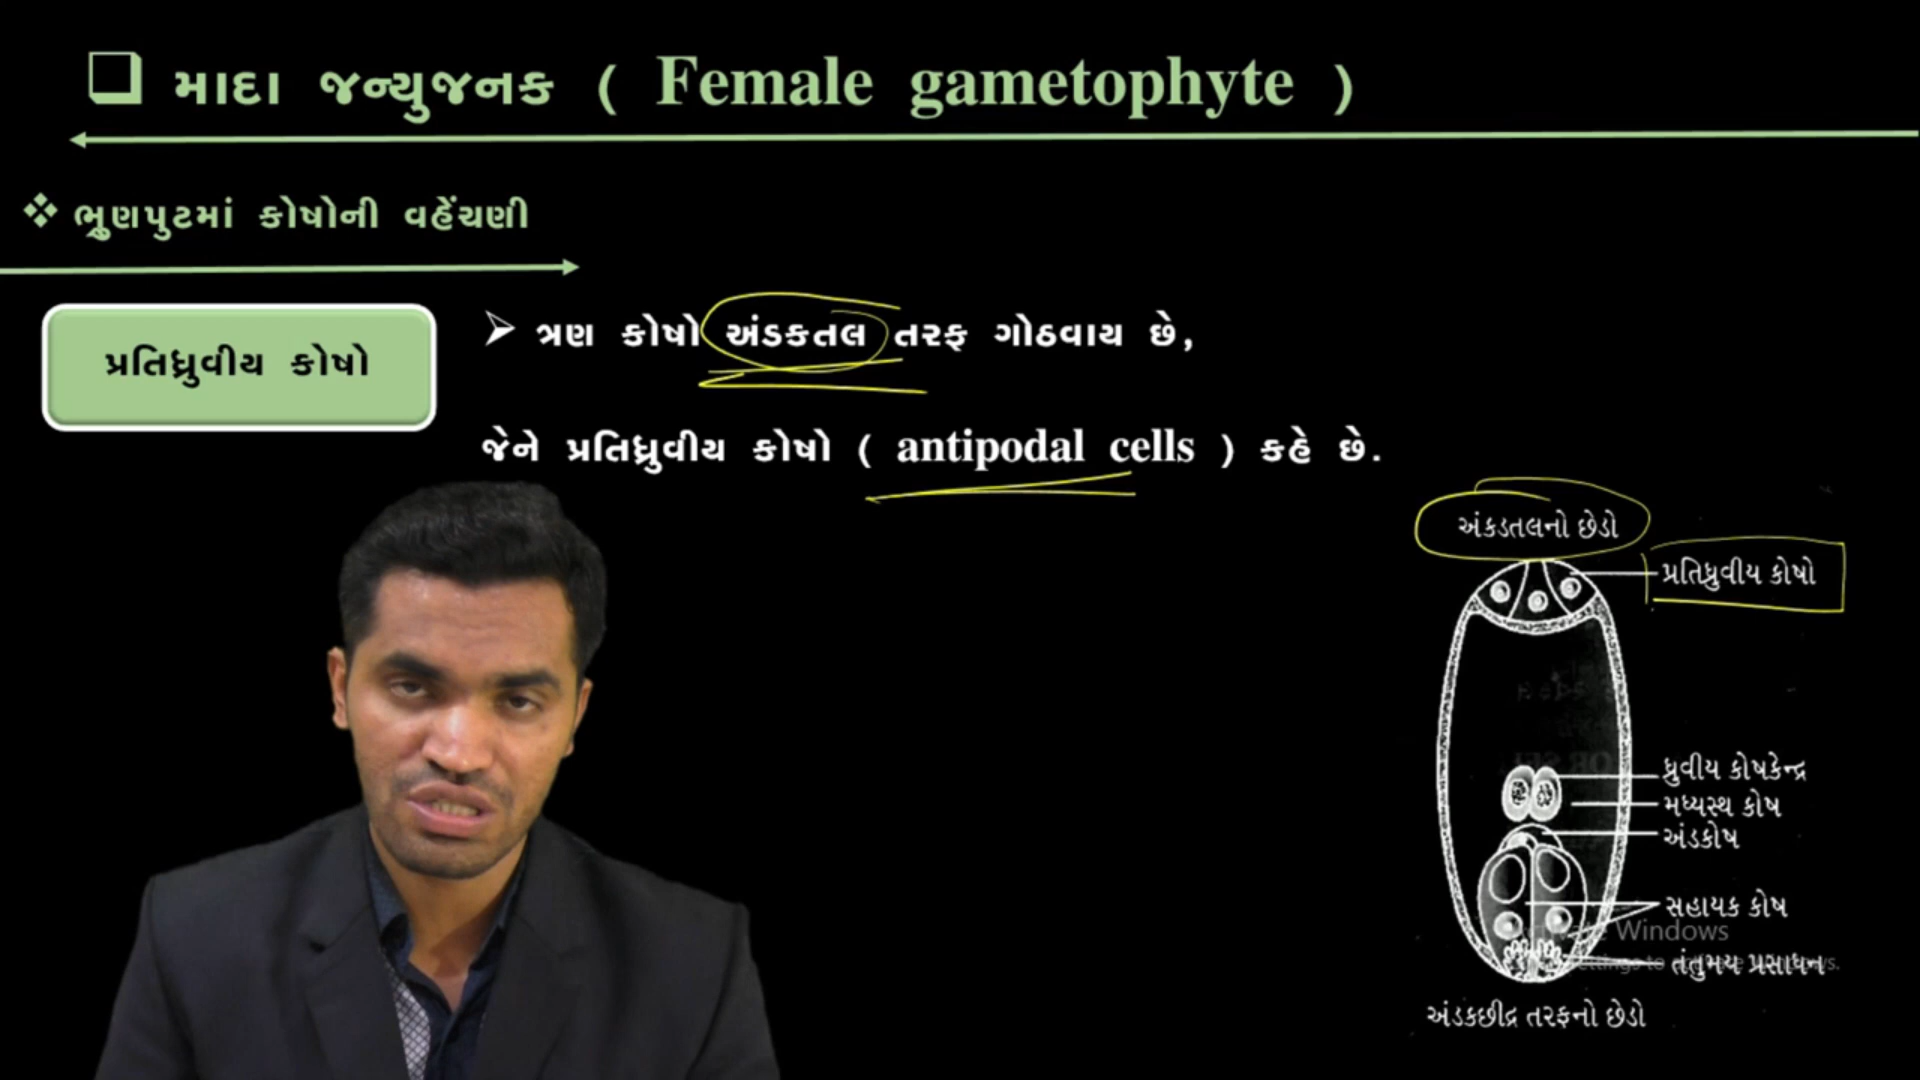 ❑ માદા જન્યુજનક ( Female gametophyte )
❖ ભ્રુણપુટમાં કોષોની વહેંચણી
પ્રતિધ્રુવીય કોષો
➢ ત્રણ કોષો અંડકતલ તરફ ગોઠવાય છે,
જેને પ્રતિધ્રુવીય કોષો ( antipodal cells ) કહે છે.
અંકડતલનો છેડો
પ્રતિધ્રુવીય કોષો
ધ્રુવીય કોષકેન્દ્ર
મધ્યસ્થ કોષ
અંડકોષ
સહાયક કોષ
Windows
તંતુમય પ્રસાધન
અંડકછીદ્ર તરફનો છેડો